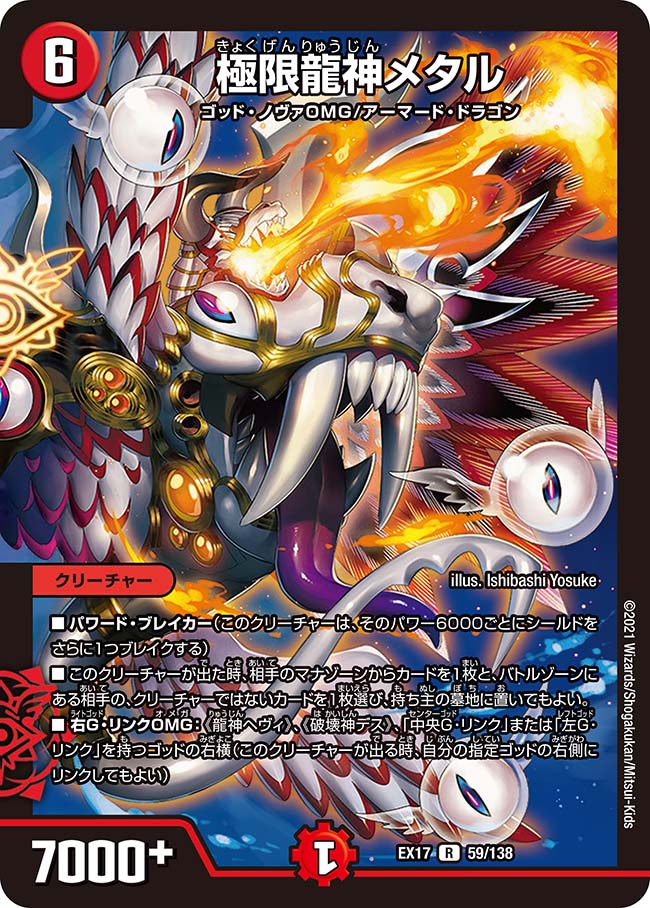 6
きょくげんりゅうじん
極限龍神メタル
ゴッド・ノヴァOMG/アーマード・ドラゴン
クリーチャー
illus. Ishibashi Yosuke
■パワード・ブレイカー(このクリーチャーは、そのパワー6000ごとにシールドを
さらに1つブレイクする)
■このクリーチャーが出た時、相手のマナゾーンからカードを1枚と、バトルゾーンに
ある相手の、クリーチャーではないカードを1枚選び、持ち主の墓地に置いてもよい。
■右G・リンクOMG:《龍神ヘヴィ》、《破壊神デス》、「中央G・リンク」または「左G・
リンク」を持つゴッドの右横(このクリーチャーが出る時、自分の指定ゴッドの右側に
リンクしてもよい)
©2021 Wizards/Shogakukan/Mitsui-Kids
7000+
1
EX17 R 59/138